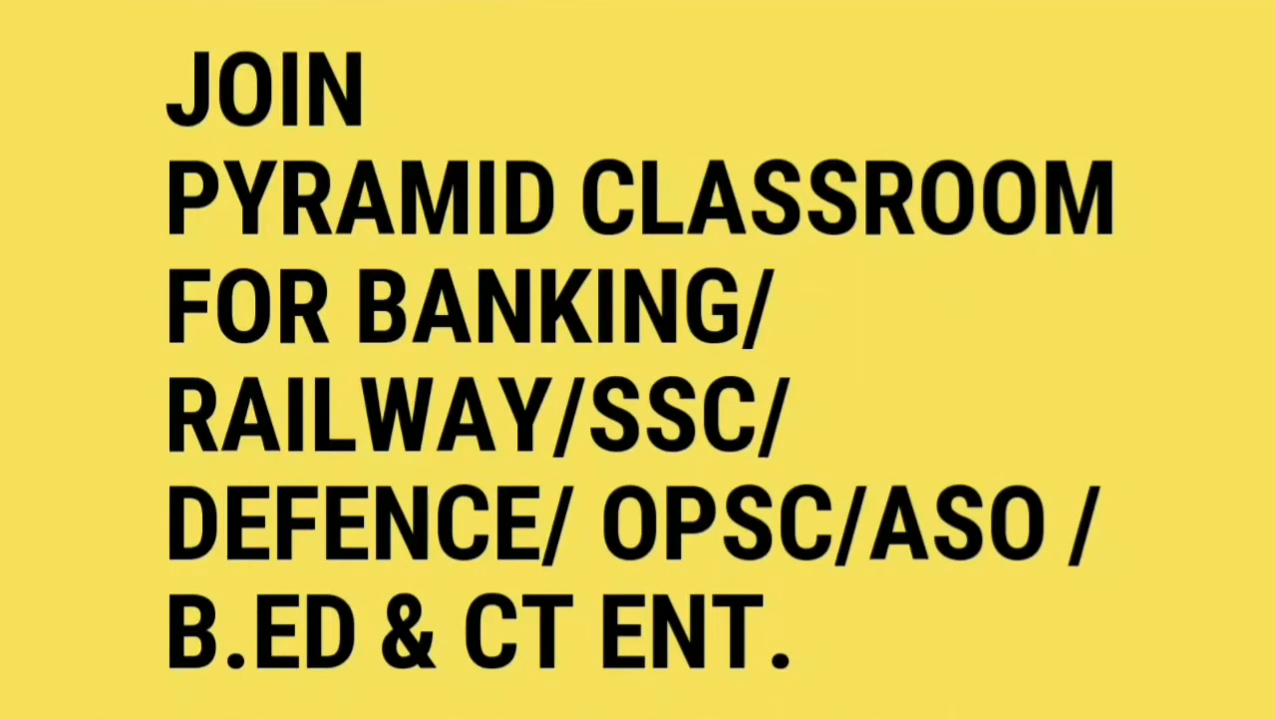 JOIN
PYRAMID CLASSROOM
FOR BANKING/
RAILWAY/SSC/
DEFENCE/ OPSC/ASO /
B.ED & CT ENT.